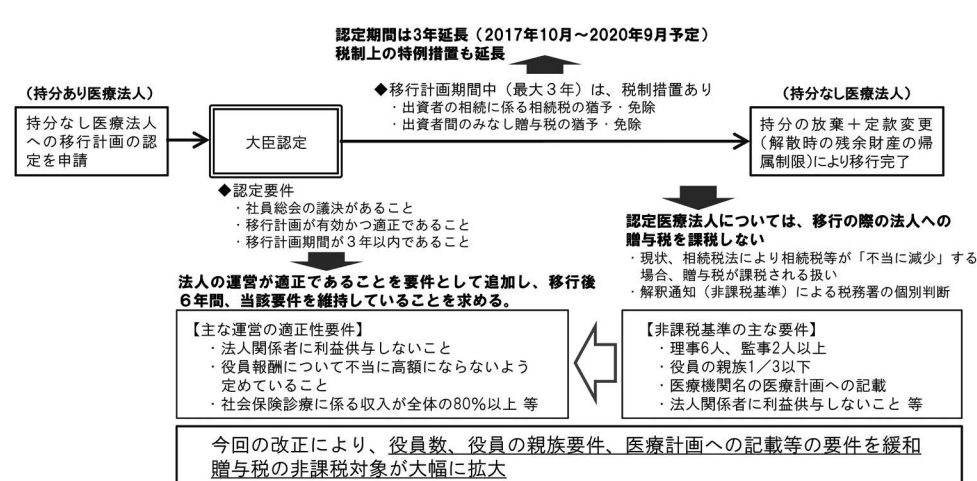 認定期間は3年延長（2017年10月～2020年9月予定）
税制上の特例措置も延長
◆移行計画期間中（最大３年）は、税制措置あり
・出資者の相続に係る相続税の猶予・免除
・出資者間のみなし贈与税の猶予・免除
（持分あり医療法人）
持分なし医療法人
への移行計画の認
定を申請
大臣認定
（持分なし医療法人）
持分の放棄＋定款変更
（解散時の残余財産の帰
属制限）により移行完了
◆認定要件
・社員総会の議決があること
・移行計画が有効かつ適正であること
・移行計画期間が３年以内であること
法人の運営が適正であることを要件として追加し、移行後
６年間、当該要件を維持していることを求める。
認定医療法人については、移行の際の法人への
贈与税を課税しない
・現状、相続税法により相続税等が「不当に減少」する
場合、贈与税が課税される扱い
・解釈通知（非課税基準）による税務署の個別判断
【主な運営の適正性要件】
・法人関係者に利益供与しないこと
・役員報酬について不当に高額にならないよう
定めていること
・社会保険診療に係る収入が全体の80％以上 等
【非課税基準の主な要件】
・理事6人、監事2人以上
・役員の親族1／3以下
・医療機関名の医療計画への記載
・法人関係者に利益供与しないこと 等
今回の改正により、役員数、役員の親族要件、医療計画への記載等の要件を緩和
贈与税の非課税対象が大幅に拡大